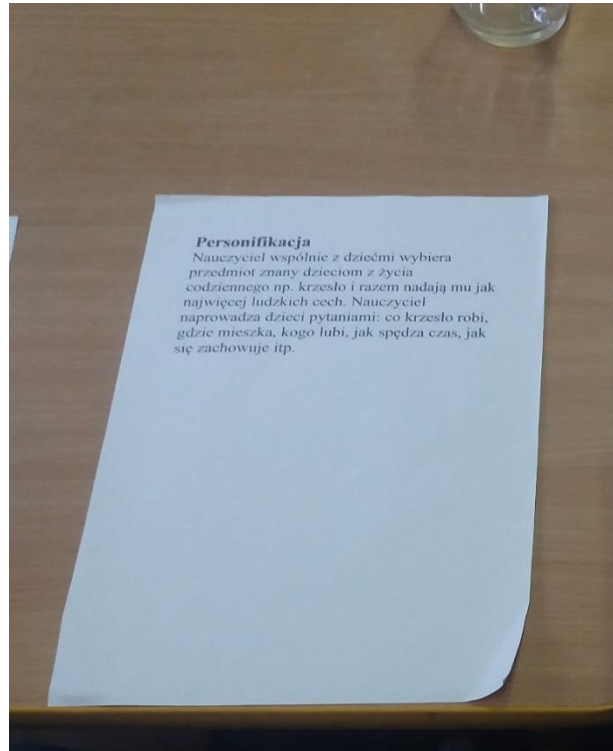 Personifikacja
Nauczyciel wspólnie z dziećmi wybiera
przedmiot znany dzieciom z życia
codziennego np. krzesło i razem nadają mu jak
najwięcej ludzkich cech. Nauczyciel
naprowadza dzieci pytaniami: co krzesło robi,
gdzie mieszka, kogo lubi, jak spędza czas, jak
się zachowuje itp.